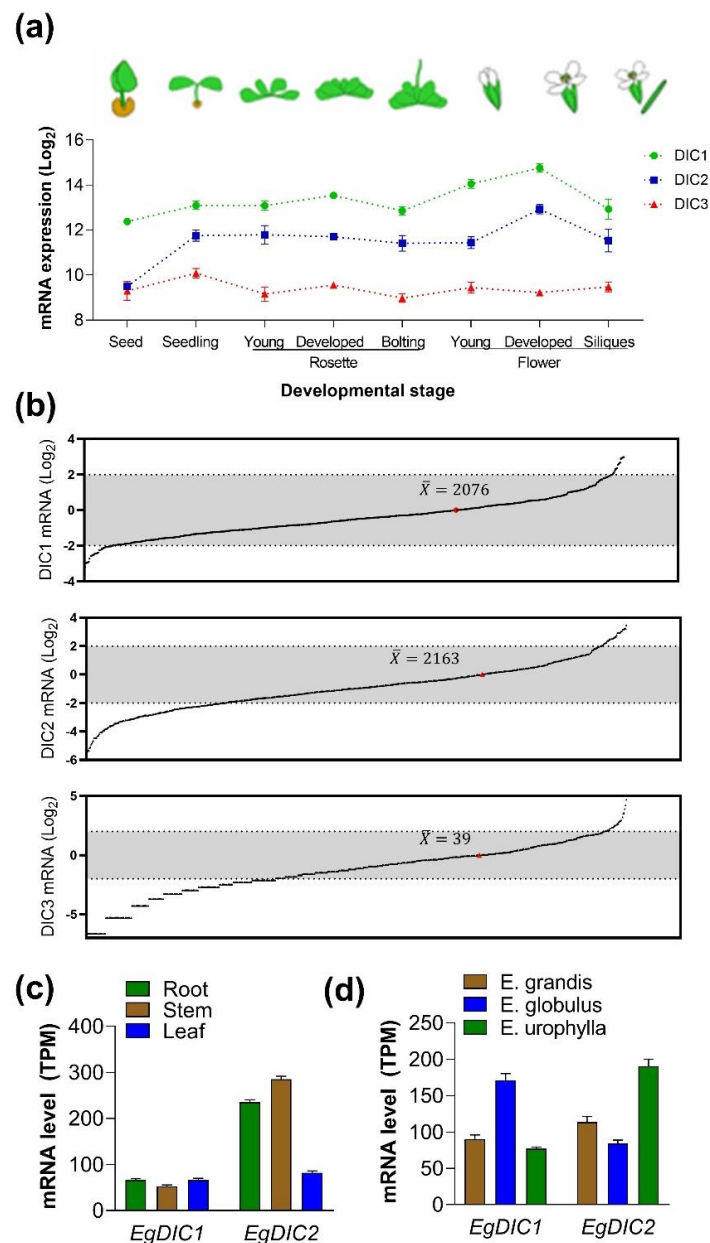 (a)
16
14
12
10
8
mRNA expression (Log2)
DIC1
DIC2
DIC3
Seed Seedling Young Developed Bolting Young Developed Siliques
Rosette Flower
Developmental stage
(b)
4
2
0
-2
-4
DIC1 mRNA (Log2)
X̄ = 2076
4
2
0
-2
-4
-6
DIC2 mRNA (Log2)
X̄ = 2163
5
0
-5
DIC3 mRNA (Log2)
X̄ = 39
(c)
Root
Stem
Leaf
400
300
200
100
0
mRNA level (TPM)
EgDIC1 EgDIC2
(d)
E. grandis
E. globulus
E. urophylla
250
200
150
100
50
0
mRNA level (TPM)
EgDIC1 EgDIC2